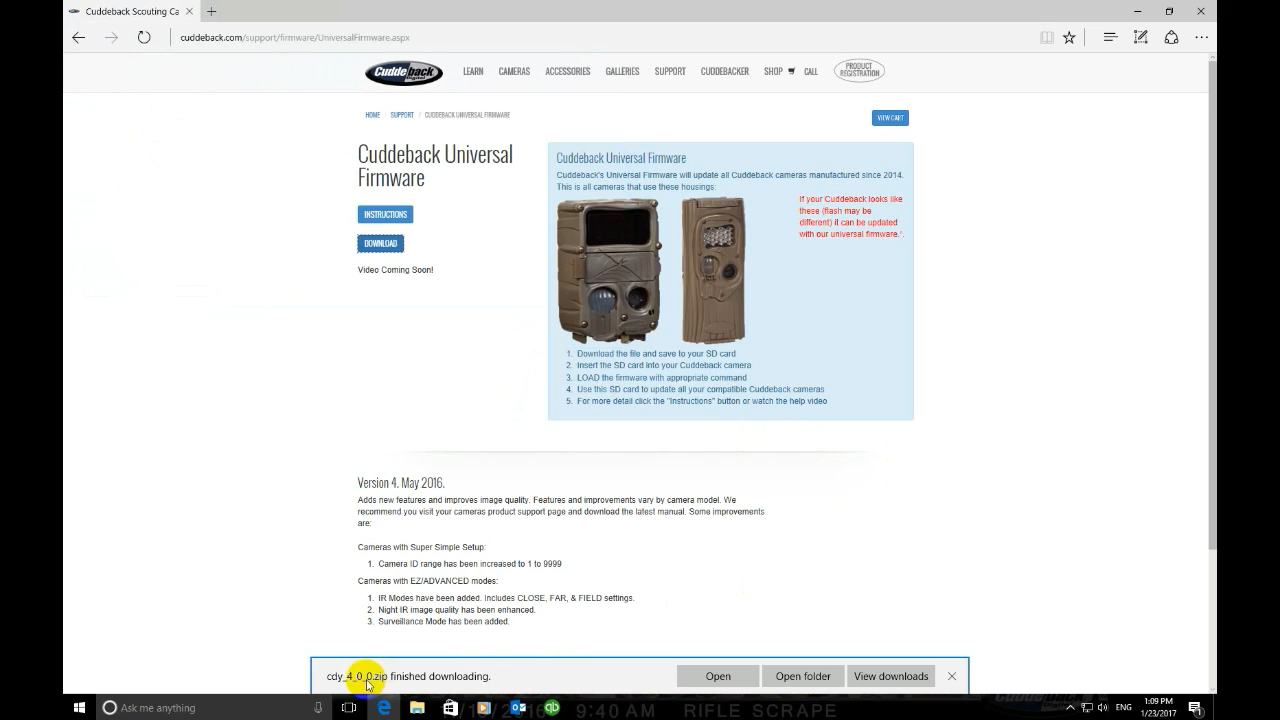 Cuddeback Scouting Ca
cuddeback.com/support/firmware/UniversalFirmware.aspx
Cuddeback
Digital
LEARN CAMERAS ACCESSORIES GALLERIES SUPPORT CUDDEBACKER SHOP CALL
PRODUCT
REGISTRATION
HOME / SUPPORT / CUDDEBACK UNIVERSAL FIRMWARE
VIEW CART
Cuddeback Universal
Firmware
INSTRUCTIONS
DOWNLOAD
Video Coming Soon!
Cuddeback Universal Firmware
Cuddeback's Universal Firmware will update all Cuddeback cameras manufactured since 2014.
This is all cameras that use these housings:
If your Cuddeback looks like
these (flash may be
different) it can be updated
with our universal firmware.*.
1. Download the file and save to your SD card
2. Insert the SD card into your Cuddeback camera
3. LOAD the firmware with appropriate command
4. Use this SD card to update all your compatible Cuddeback cameras
5. For more detail click the "Instructions" button or watch the help video
Version 4. May 2016.
Adds new features and improves image quality. Features and improvements vary by camera model. We
recommend you visit your cameras product support page and download the latest manual. Some improvements
are:
Cameras with Super Simple Setup:
1. Camera ID range has been increased to 1 to 9999
Cameras with EZ/ADVANCED modes:
1. IR Modes have been added. Includes CLOSE, FAR, & FIELD settings.
2. Night IR image quality has been enhanced.
3. Surveillance Mode has been added.
cdy_4_0_0.zip finished downloading.
Open
Open folder
View downloads
Ask me anything
9:40 AM RIFLE SCRAPE
1:09 PM
1/23/2017